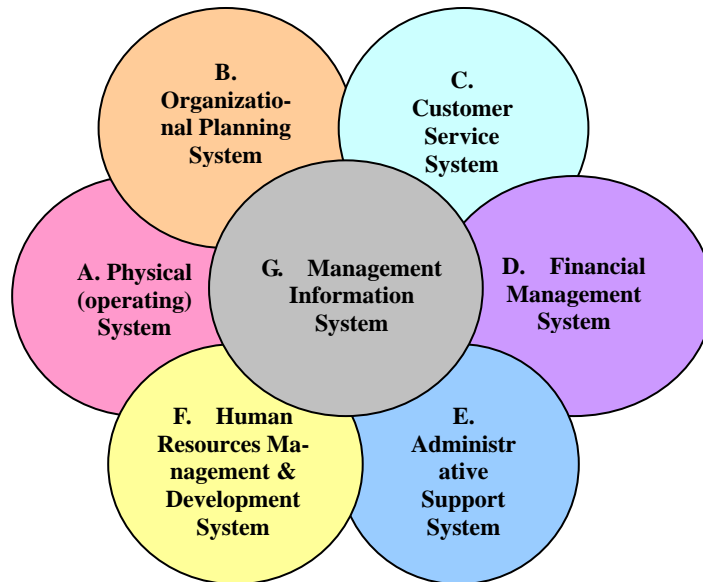 B.
Organizatio-
nal Planning
System
C.
Customer
Service
System
A. Physical
(operating)
System
G. Management
Information
System
D. Financial
Management
System
F. Human
Resources Ma-
nagement &
Development
System
E.
Administr
ative
Support
System